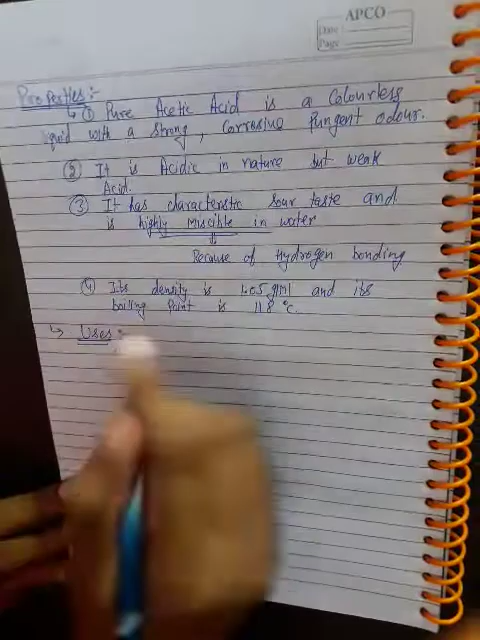 APCO
Date
Page
Properties:-
↳ ① Pure Acetic Acid is a Colourless
liquid with a strong, Corrosive Pungent odour.
② It is Acidic in nature but weak
Acid.
③ It has characteristic sour taste and
is highly miscible in water
⇓
Because of Hydrogen bonding
④ Its density is 1.05 g/ml and its
boiling Point is 118 °C.
↳ Uses:-